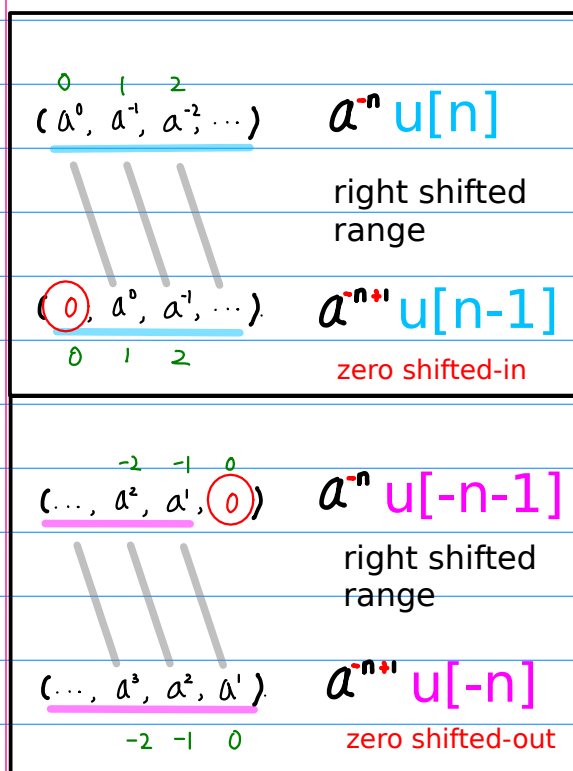 0 1 2
(a⁰, a⁻¹, a⁻², ...) a⁻ⁿ u[n]
right shifted
range
(0, a⁰, a⁻¹, ...). a⁻ⁿ⁺¹ u[n-1]
0 1 2
zero shifted-in
-2 -1 0
(..., a², a¹, 0) a⁻ⁿ u[-n-1]
right shifted
range
(..., a³, a², a¹). a⁻ⁿ⁺¹ u[-n]
-2 -1 0
zero shifted-out